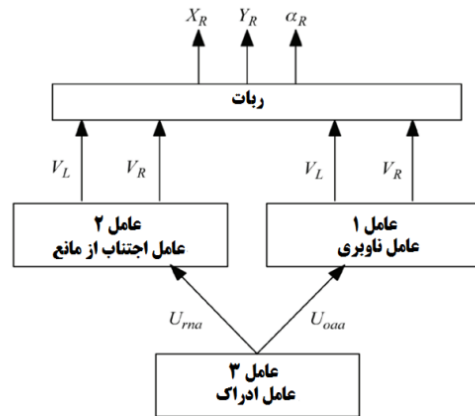 X_R Y_R α_R
ربات
V_L V_R V_L V_R
عامل ۲
عامل اجتناب از مانع
عامل ۱
عامل ناوبری
U_rna U_oaa
عامل ۳
عامل ادراک